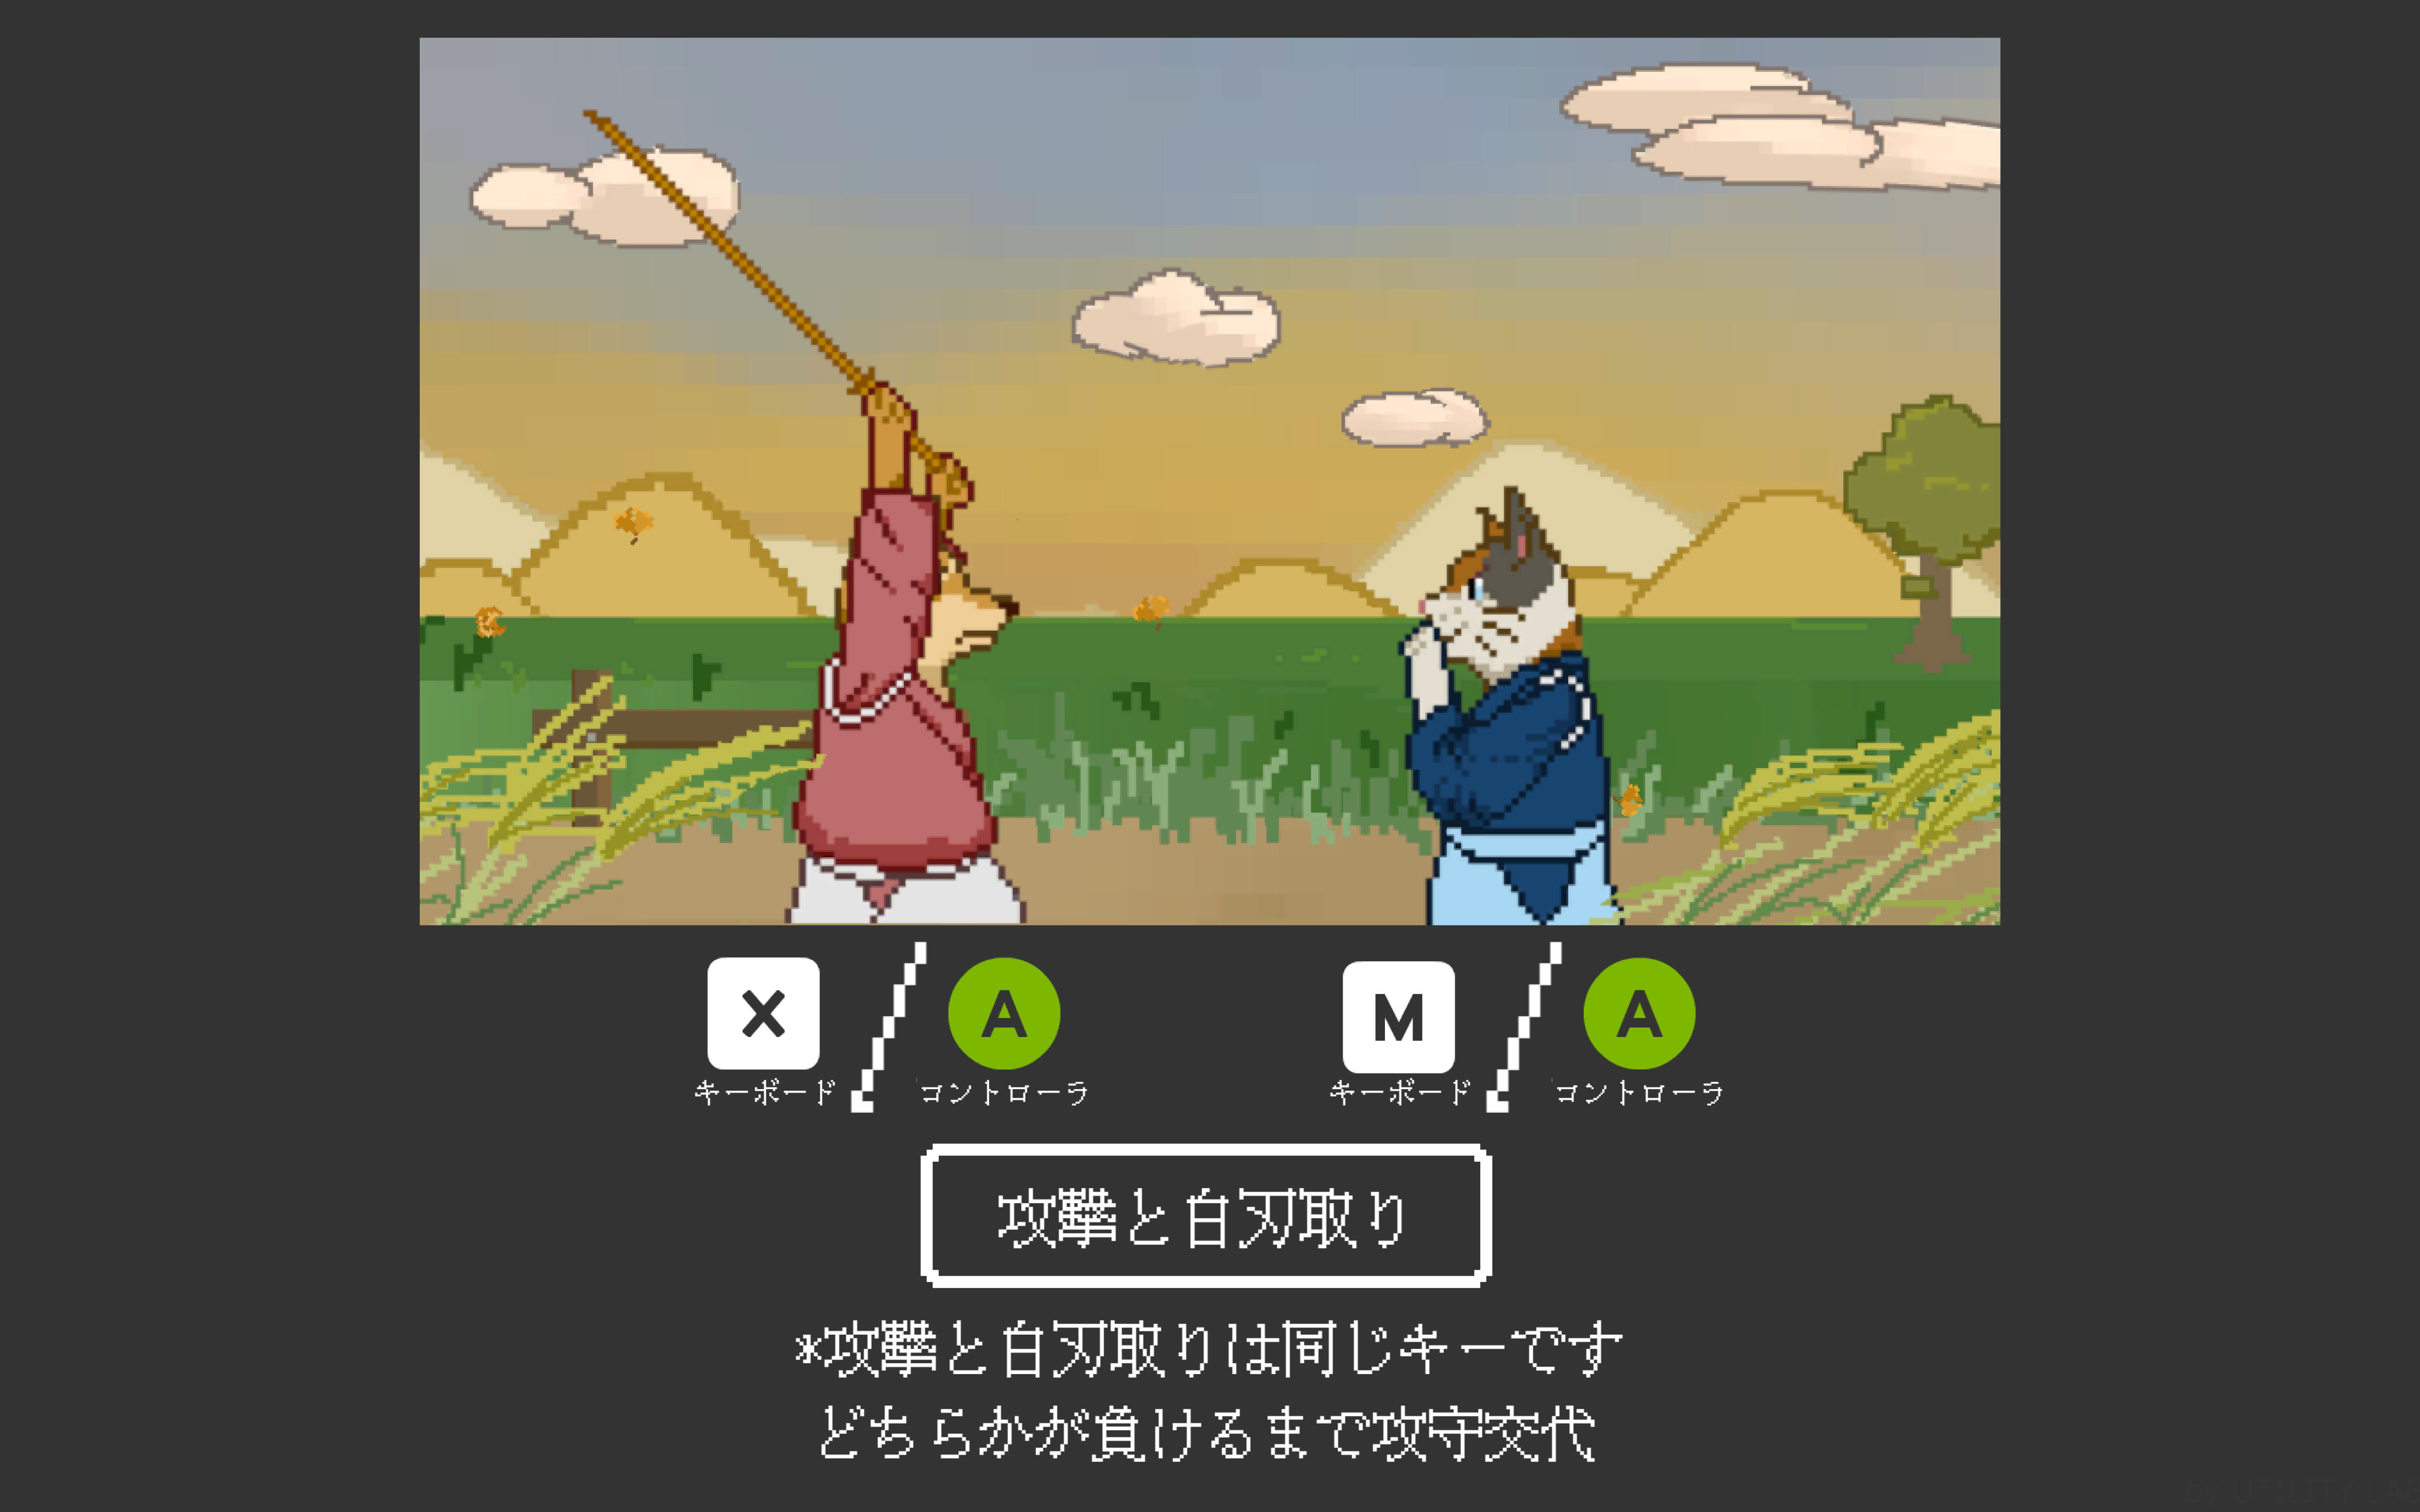 X A M A
キーボード コントローラ キーボード コントローラ
攻撃と白刃取り
*攻撃と白刃取りは同じキーです
どちらかが負けるまで攻守交代